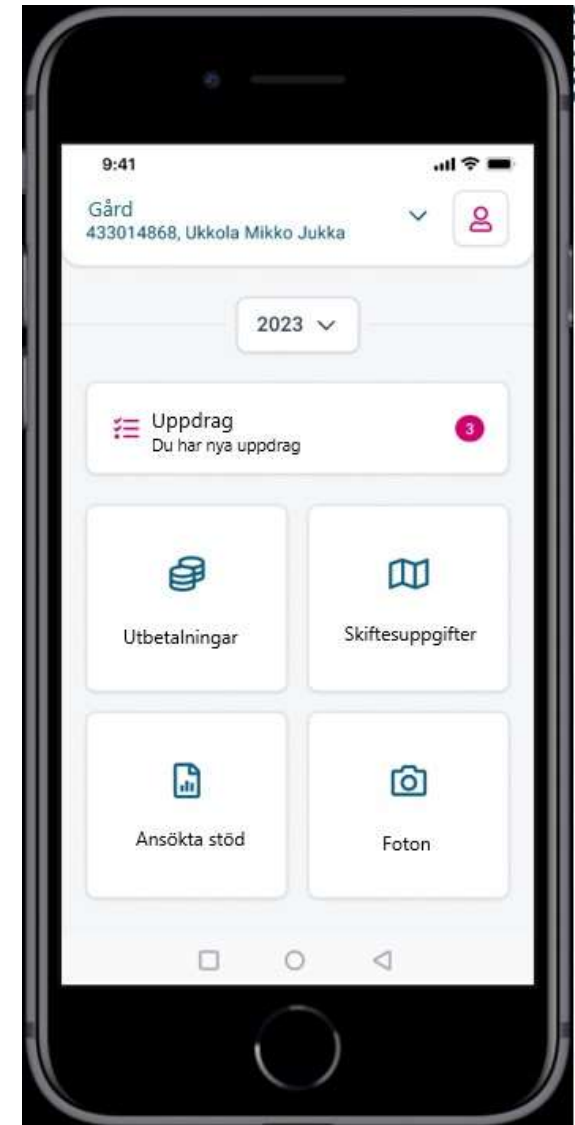 9:41
Gård
433014868, Ukkola Mikko Jukka
2023
Uppdrag
3
Du har nya uppdrag
Utbetalningar
Skiftesuppgifter
Ansökta stöd
Foton